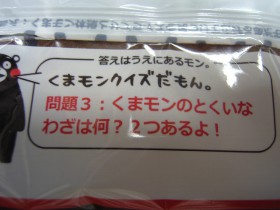 答えはうえにあるモン。
くまモンクイズだもん。
問題3：くまモンのとくいな
わざは何？2つあるよ！